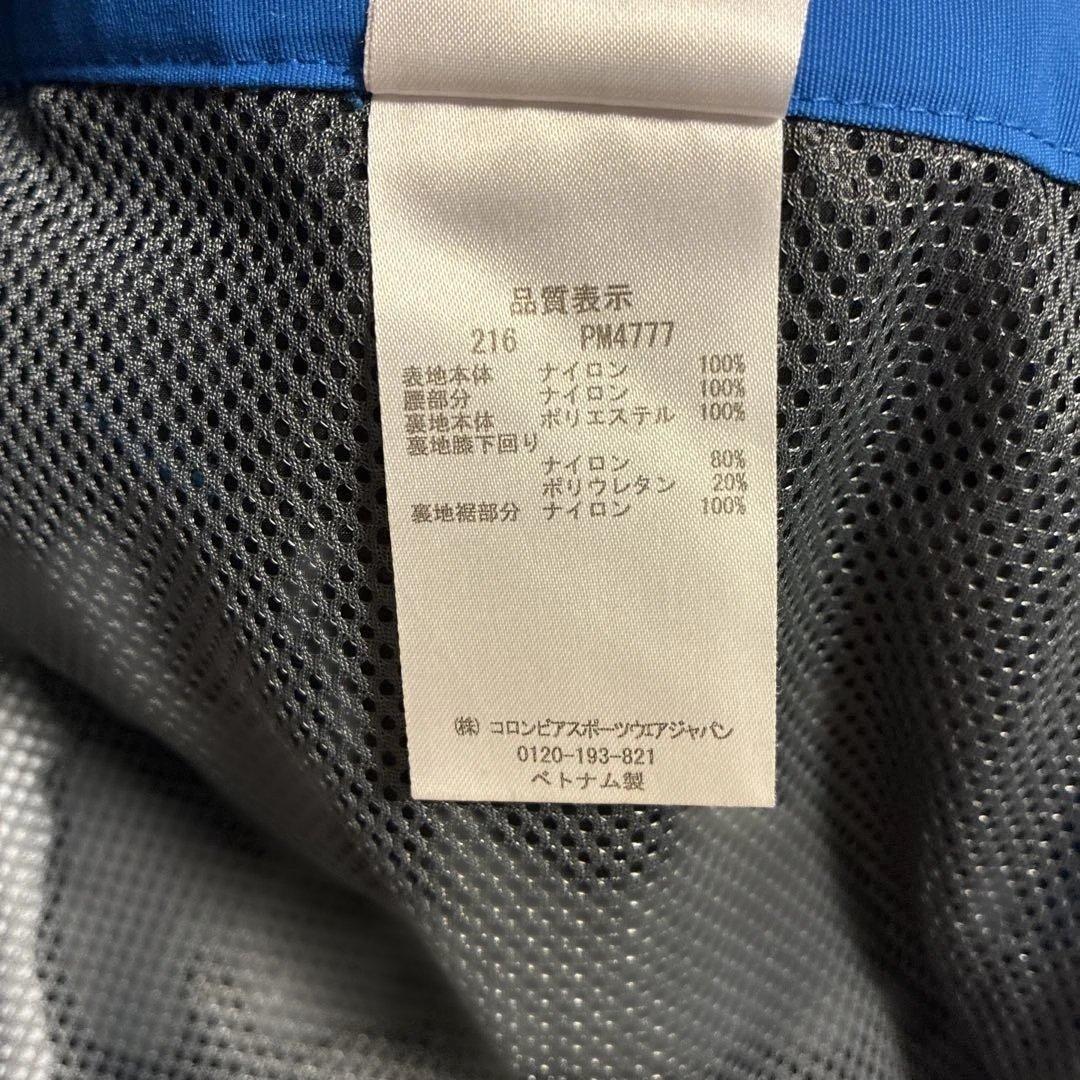 品質表示
216 PM4777
表地本体 ナイロン 100%
腰部分 ナイロン 100%
裏地本体 ポリエステル 100%
裏地膝下回り
ナイロン 80%
ポリウレタン 20%
裏地裾部分 ナイロン 100%
(株) コロンビアスポーツウェアジャパン
0120-193-821
ベトナム製